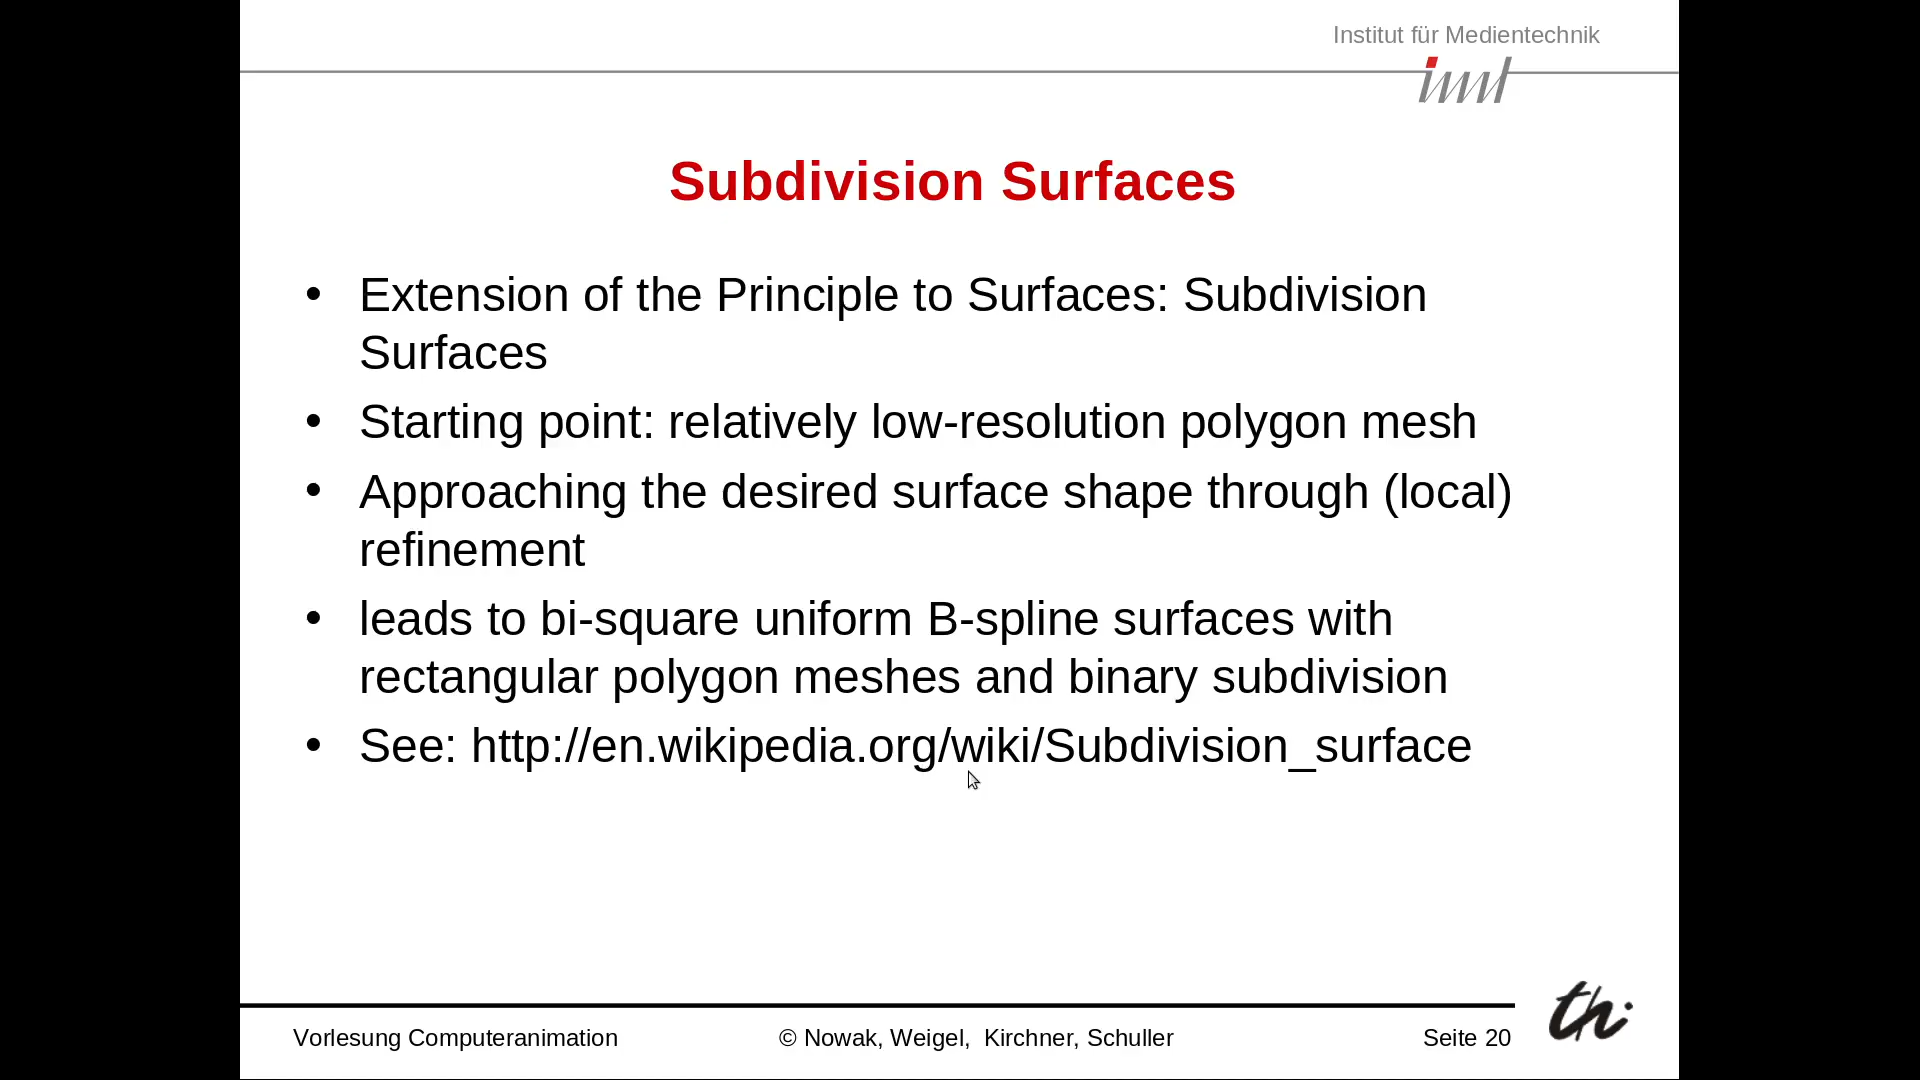 Institut für Medientechnik
imt
Subdivision Surfaces
• Extension of the Principle to Surfaces: Subdivision
Surfaces
• Starting point: relatively low-resolution polygon mesh
• Approaching the desired surface shape through (local)
refinement
• leads to bi-square uniform B-spline surfaces with
rectangular polygon meshes and binary subdivision
• See: http://en.wikipedia.org/wiki/Subdivision_surface
th
Vorlesung Computeranimation
© Nowak, Weigel, Kirchner, Schuller
Seite 20